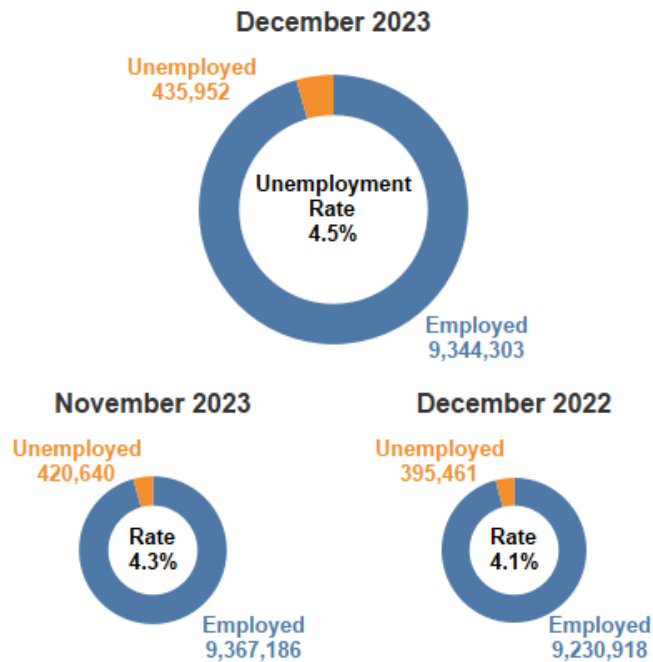 December 2023
Unemployed
435,952
Unemployment
Rate
4.5%
Employed
9,344,303
November 2023
Unemployed
420,640
Rate
4.3%
Employed
9,367,186
December 2022
Unemployed
395,461
Rate
4.1%
Employed
9,230,918